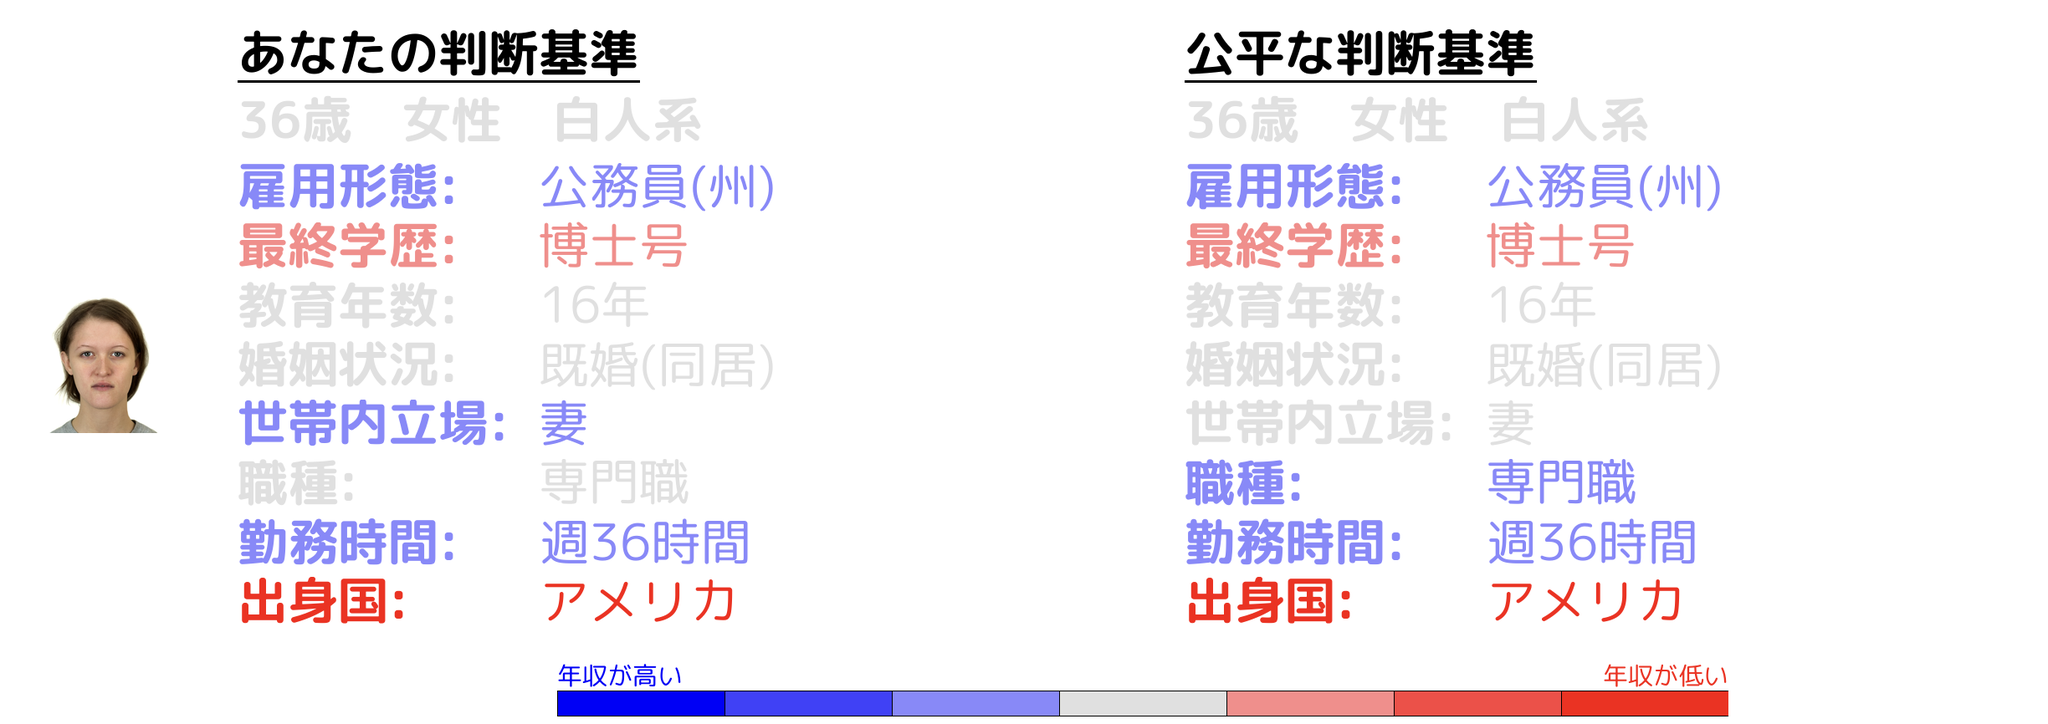 あなたの判断基準
36歳 女性 白人系
雇用形態: 公務員(州)
最終学歴: 博士号
教育年数: 16年
婚姻状況: 既婚(同居)
世帯内立場: 妻
職種: 専門職
勤務時間: 週36時間
出身国: アメリカ
公平な判断基準
36歳 女性 白人系
雇用形態: 公務員(州)
最終学歴: 博士号
教育年数: 16年
婚姻状況: 既婚(同居)
世帯内立場: 妻
職種: 専門職
勤務時間: 週36時間
出身国: アメリカ
年収が高い
年収が低い